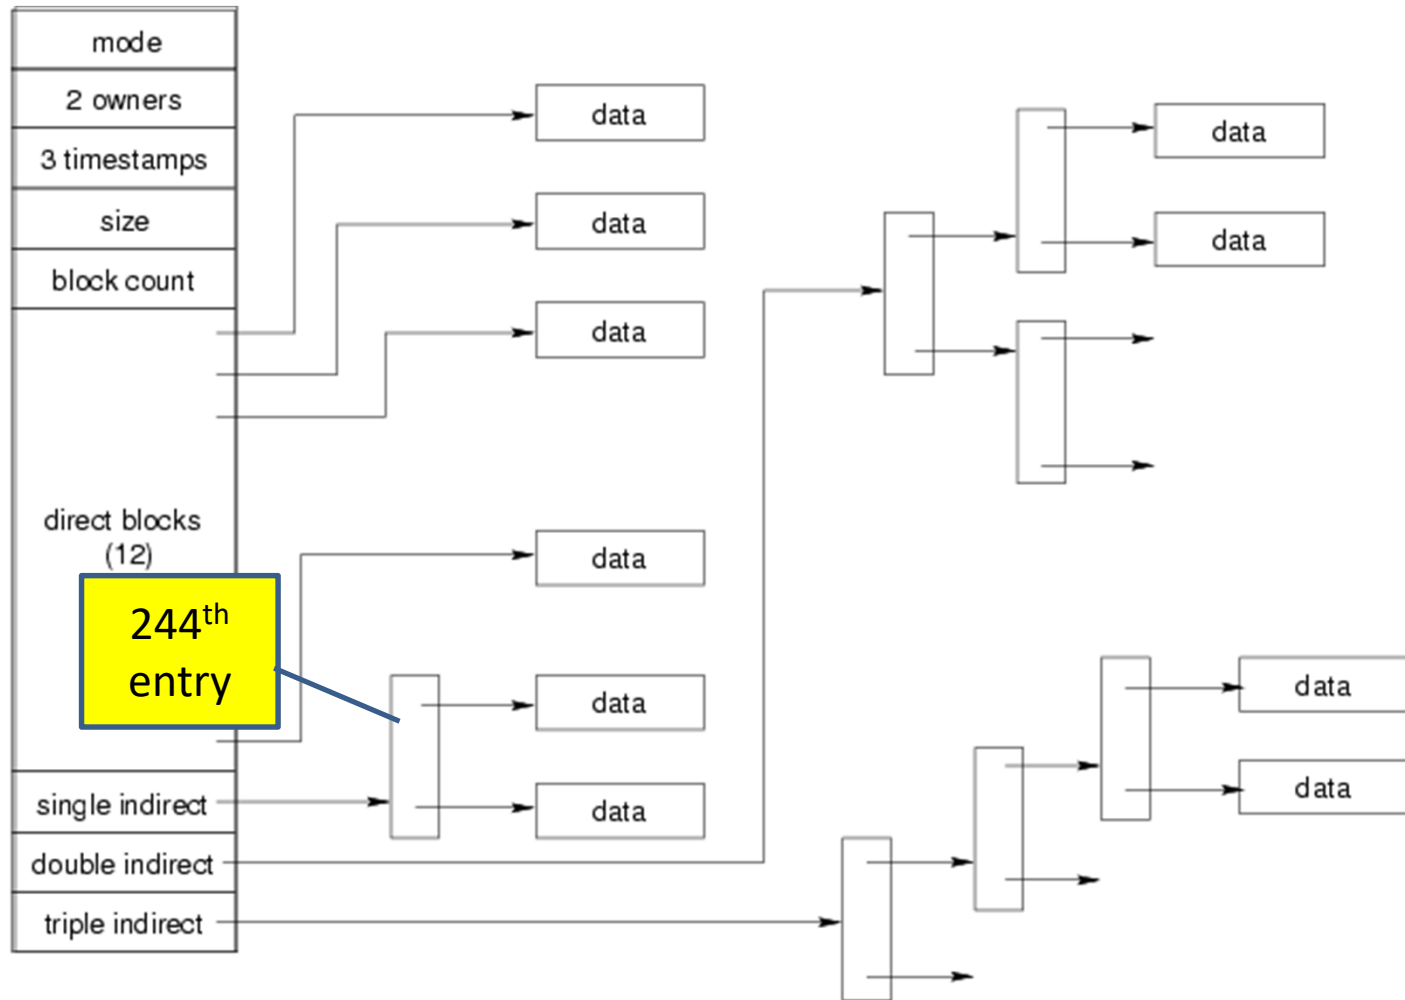 mode
2 owners
3 timestamps
size
block count
direct blocks
(12)
244th
entry
single indirect
double indirect
triple indirect
data
data
data
data
data
data
data
data
data
data